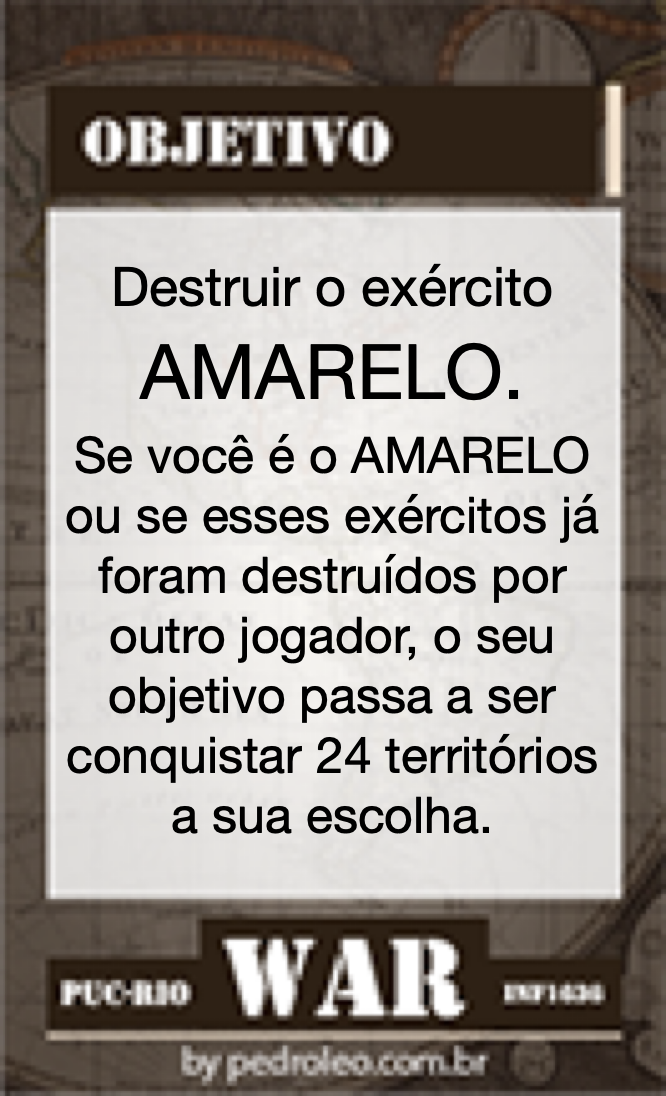 OBJETIVO
Destruir o exército
AMARELO.
Se você é o AMARELO
ou se esses exércitos já
foram destruídos por
outro jogador, o seu
objetivo passa a ser
conquistar 24 territórios
a sua escolha.
PUC-RIO WAR INF1636
by pedroleo.com.br